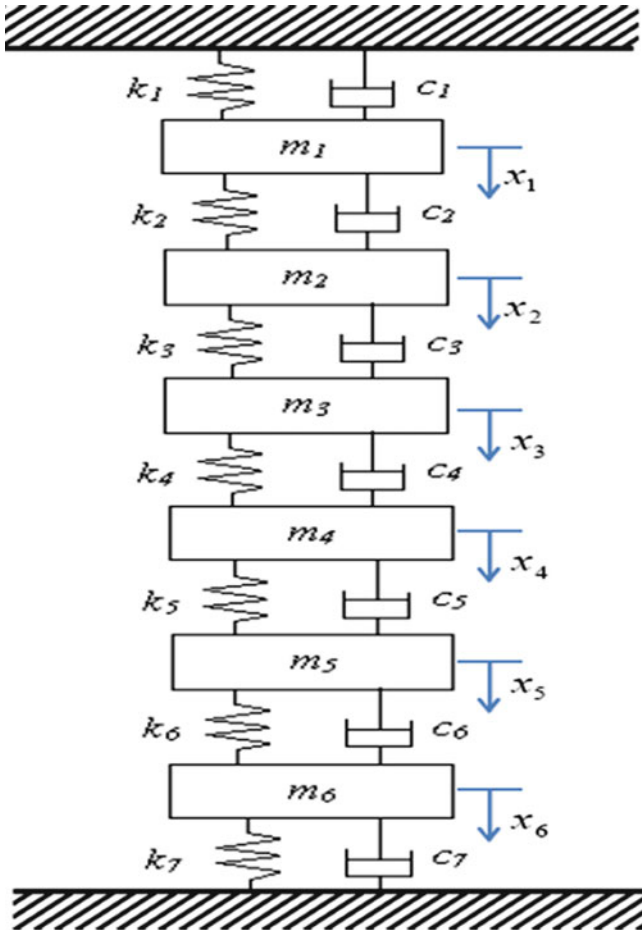 k₁ c₁
m₁
x₁
k₂ c₂
m₂
x₂
k₃ c₃
m₃
x₃
k₄ c₄
m₄
x₄
k₅ c₅
m₅
x₅
k₆ c₆
m₆
x₆
k₇ c₇